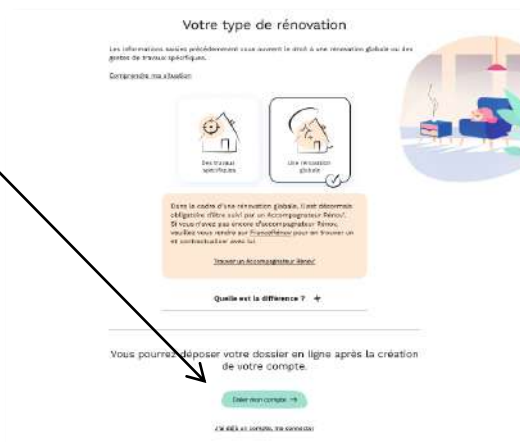 Votre type de rénovation
Les informations saisies précédemment vous ouvrent le droit à une rénovation globale ou des
gestes de travaux spécifiques.
Comprendre ma situation
Des travaux
spécifiques
Une rénovation
globale
Dans le cadre d'une rénovation globale, il est désormais
obligatoire d'être suivi par un Accompagnateur Rénov'.
Si vous n'avez pas encore d'accompagnateur Rénov,
veuillez vous rendre sur FranceRénov pour en trouver un
et contractualiser avec lui.
Trouver un Accompagnateur Rénov'
Quelle est la différence ? +
Vous pourrez déposer votre dossier en ligne après la création
de votre compte.
Créer mon compte →
J'ai déjà un compte, me connecter